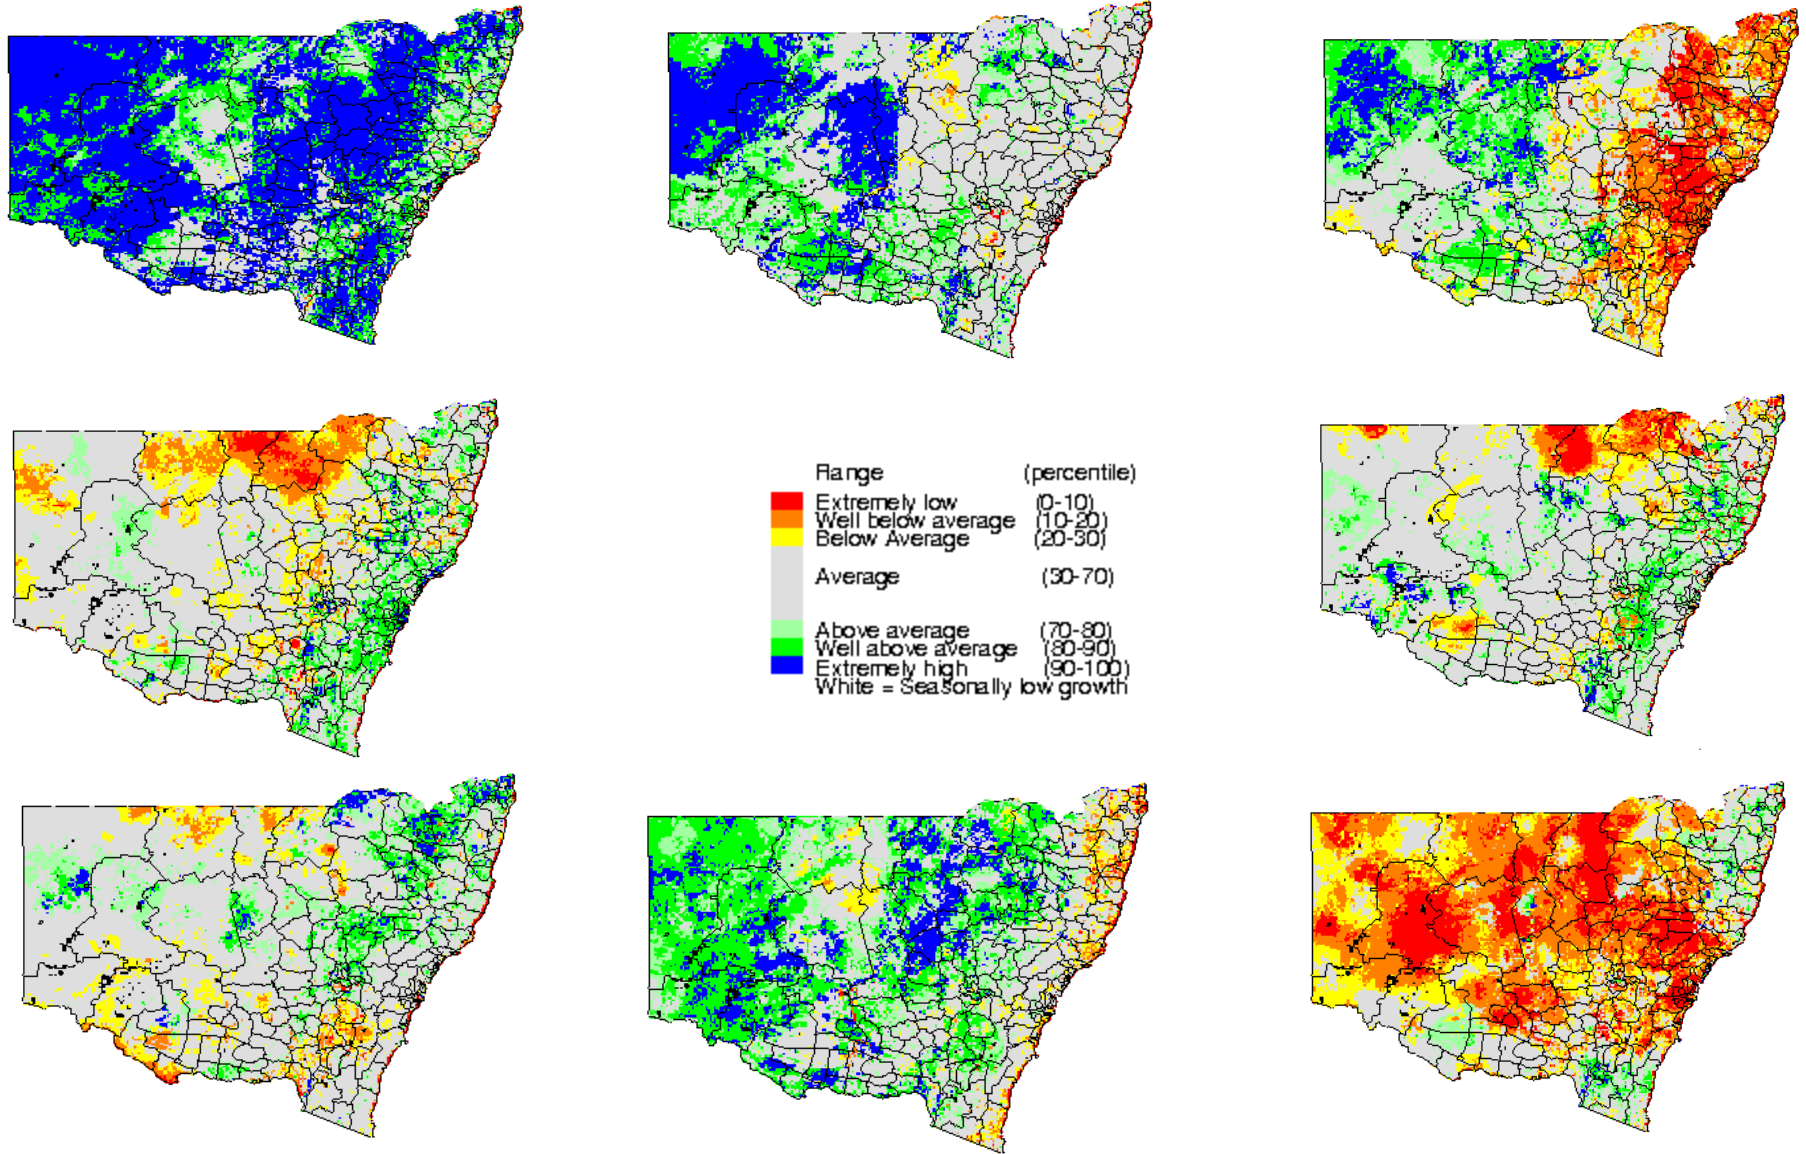 Range (percentile)
Extremely low (0-10)
Well below average (10-20)
Below Average (20-30)
Average (30-70)
Above average (70-80)
Well above average (80-90)
Extremely high (90-100)
White = Seasonally low growth